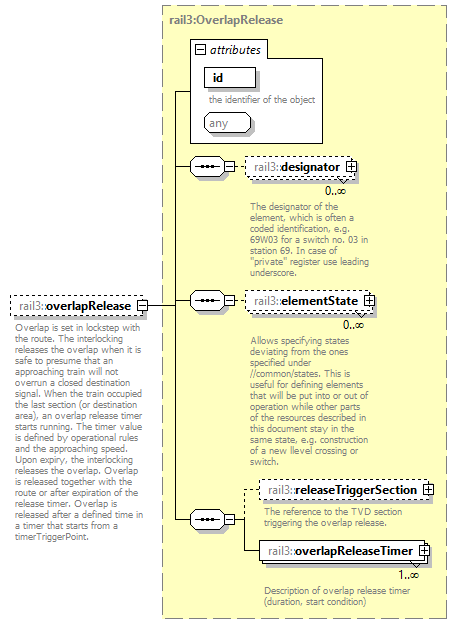 rail3:OverlapRelease
attributes
id
the identifier of the object
any
rail3::designator
0..∞
The designator of the
element, which is often a
coded identification, e.g.
69W03 for a switch no. 03 in
station 69. In case of
"private" register use leading
underscore.
rail3::elementState
0..∞
Allows specifying states
deviating from the ones
specified under
//common/states. This is
useful for defining elements
that will be put into or out of
operation while other parts
of the resources described in
this document stay in the
same state, e.g. construction
of a new llevel crossing or
switch.
rail3::overlapRelease
Overlap is set in lockstep with
the route. The interlocking
releases the overlap when it is
safe to presume that an
approaching train will not
overrun a closed destination
signal. When the train occupied
the last section (or destination
area), an overlap release timer
starts running. The timer value
is defined by operational rules
and the approaching speed.
Upon expiry, the interlocking
releases the overlap. Overlap
is released together with the
route or after expiration of the
release timer. Overlap is
released after a defined time in
a timer that starts from a
timerTriggerPoint.
rail3::releaseTriggerSection
The reference to the TVD section
triggering the overlap release.
rail3::overlapReleaseTimer
1..∞
Description of overlap release timer
(duration, start condition)